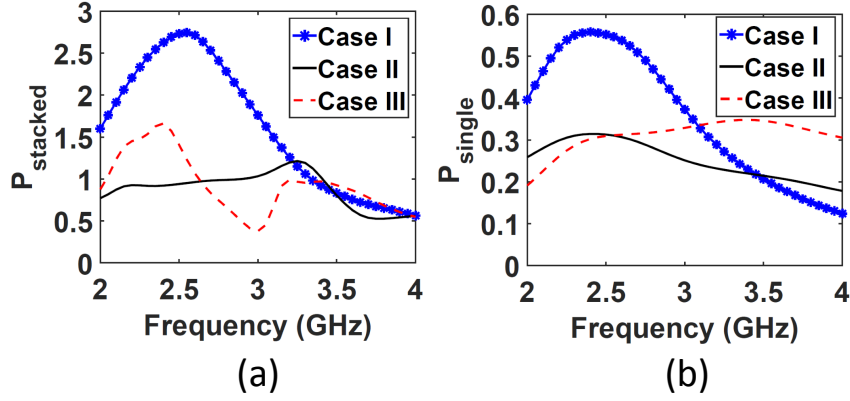 3
2.5
2
1.5
1
0.5
0
P stacked
Case I
Case II
Case III
2 2.5 3 3.5 4
Frequency (GHz)
(a)
0.6
0.5
0.4
0.3
0.2
0.1
0
P single
Case I
Case II
Case III
2 2.5 3 3.5 4
Frequency (GHz)
(b)